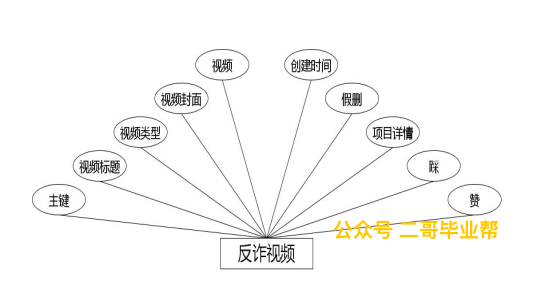 视频
创建时间
视频封面
假删
视频类型
项目详情
视频标题
踩
主键
赞
公众号 二哥毕业帮
反诈视频